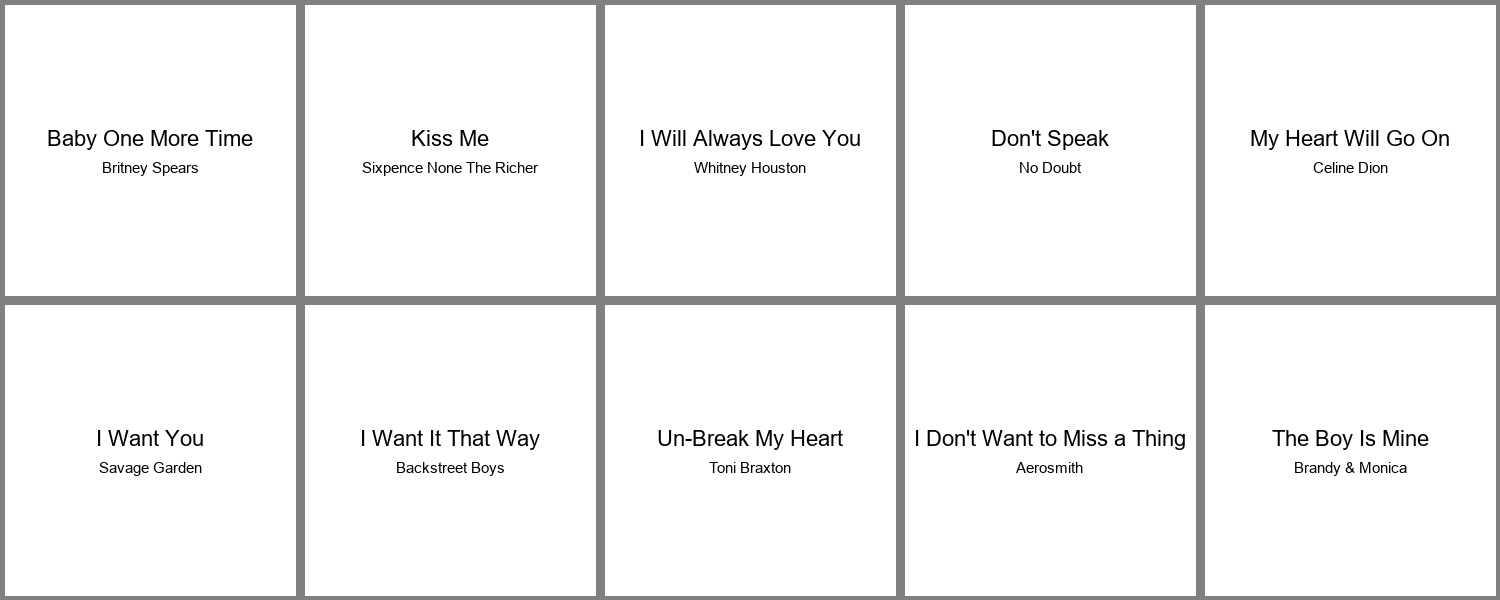 Baby One More Time
Britney Spears
Kiss Me
Sixpence None The Richer
I Will Always Love You
Whitney Houston
Don't Speak
No Doubt
My Heart Will Go On
Celine Dion
I Want You
Savage Garden
I Want It That Way
Backstreet Boys
Un-Break My Heart
Toni Braxton
I Don't Want to Miss a Thing
Aerosmith
The Boy Is Mine
Brandy & Monica